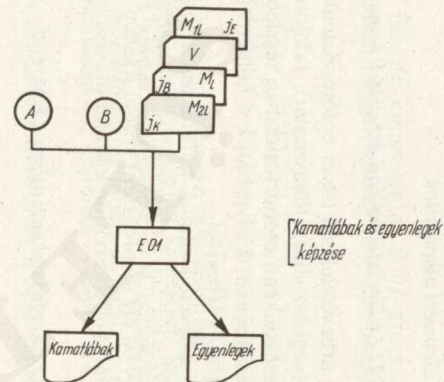 M1L jE
V
jB ML
jK M2L
A B
E 01
Kamatlábak és egyenlegek
képzése
Kamatlábak Egyenlegek